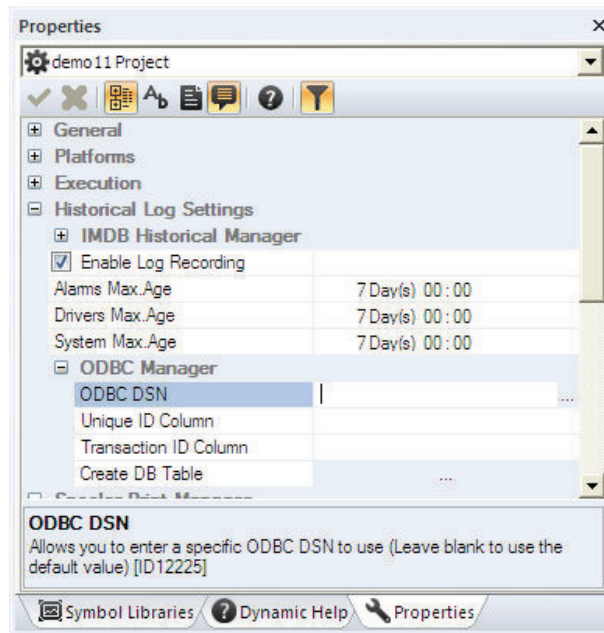 Properties
demo11 Project
General
Platforms
Execution
Historical Log Settings
IMDB Historical Manager
Enable Log Recording
Alarms Max.Age 7 Day(s) 00 : 00
Drivers Max.Age 7 Day(s) 00 : 00
System Max.Age 7 Day(s) 00 : 00
ODBC Manager
ODBC DSN ...
Unique ID Column
Transaction ID Column
Create DB Table ...
Spooler Print Manager
ODBC DSN
Allows you to enter a specific ODBC DSN to use (Leave blank to use the
default value) [ID12225]
Symbol Libraries Dynamic Help Properties